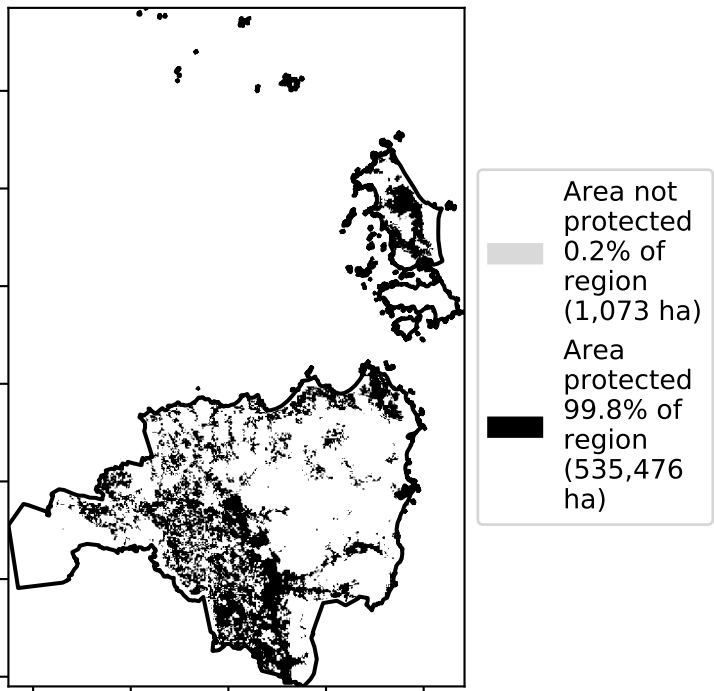 Area not
protected
0.2% of
region
(1,073 ha)
Area
protected
99.8% of
region
(535,476
ha)